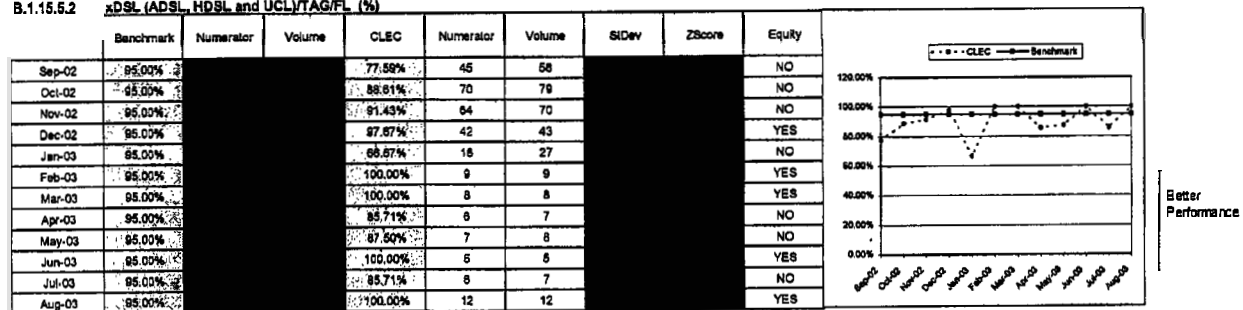 B.1.15.5.2 xDSL (ADSL, HDSL and UCL)/TAG/FL (%)
Benchmark Numerator Volume CLEC Numerator Volume StDev ZScore Equity
Sep-02 95.00% 77.59% 45 58 NO
Oct-02 95.00% 88.61% 70 79 NO
Nov-02 95.00% 91.43% 64 70 NO
Dec-02 95.00% 97.67% 42 43 YES
Jan-03 95.00% 66.67% 18 27 NO
Feb-03 95.00% 100.00% 9 9 YES
Mar-03 95.00% 100.00% 8 8 YES
Apr-03 95.00% 85.71% 6 7 NO
May-03 95.00% 87.50% 7 8 NO
Jun-03 95.00% 100.00% 5 5 YES
Jul-03 95.00% 85.71% 6 7 NO
Aug-03 95.00% 100.00% 12 12 YES
CLEC Benchmark
120.00%
100.00%
80.00%
60.00%
40.00%
20.00%
0.00%
Sep-02 Oct-02 Nov-02 Dec-02 Jan-03 Feb-03 Mar-03 Apr-03 May-03 Jun-03 Jul-03 Aug-03
Better
Performance